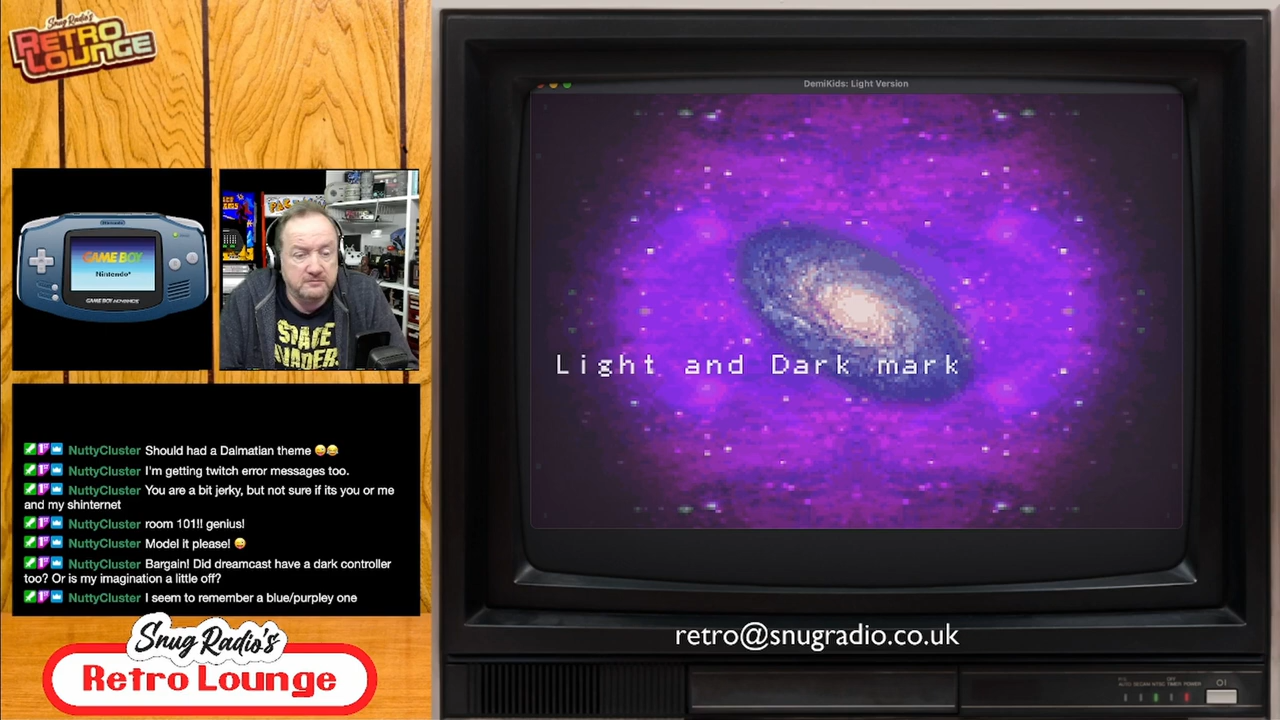 Snug Radio's
RETRO
LOUNGE
DemiKids: Light Version
Light and Dark mark
PAC
Nintendo
GAME BOY
Nintendo
GAME BOY ADVANCE
SPACE
INVADERS
NuttyCluster Should had a Dalmatian theme 😄😂
NuttyCluster I'm getting twitch error messages too.
NuttyCluster You are a bit jerky, but not sure if its you or me
and my shinternet
NuttyCluster room 101!! genius!
NuttyCluster Model it please! 😜
NuttyCluster Bargain! Did dreamcast have a dark controller
too? Or is my imagination a little off?
NuttyCluster I seem to remember a blue/purpley one
Snug Radio's
Retro Lounge
retro@snugradio.co.uk
POWER